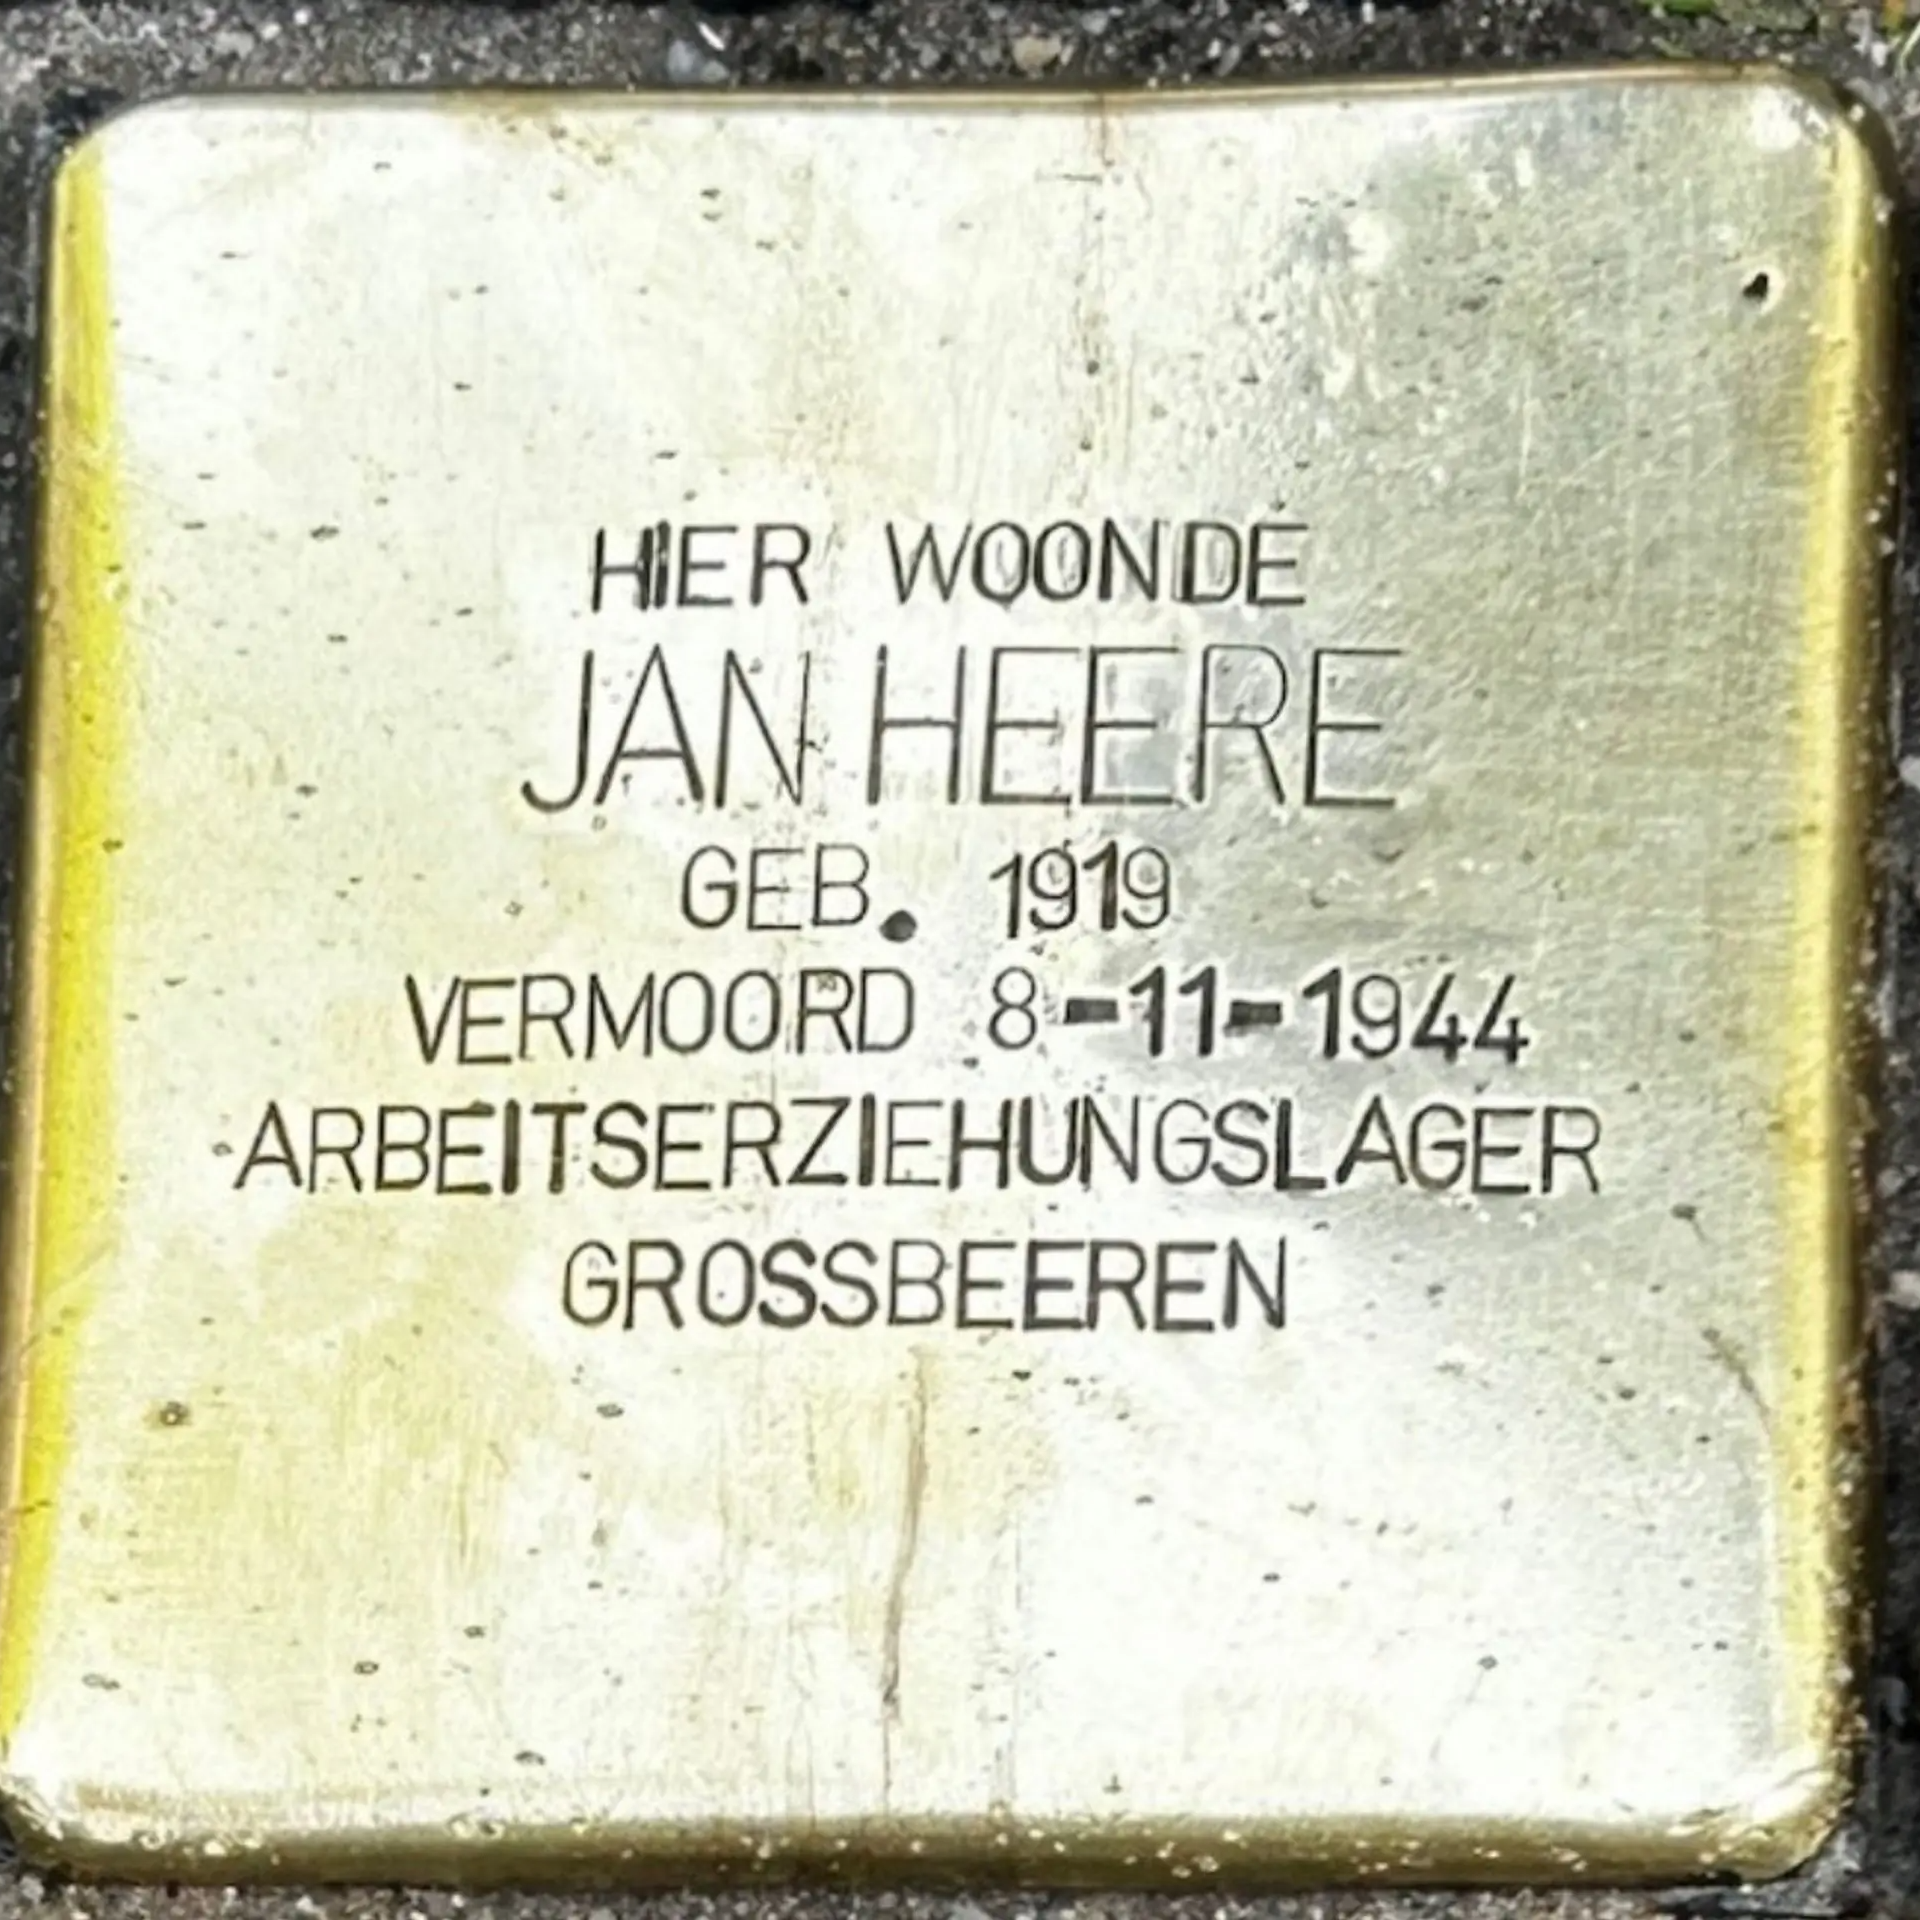 HIER WOONDE
JAN HEERE
GEB. 1919
VERMOORD 8-11-1944
ARBEITSERZIEHUNGSLAGER
GROSSBEEREN